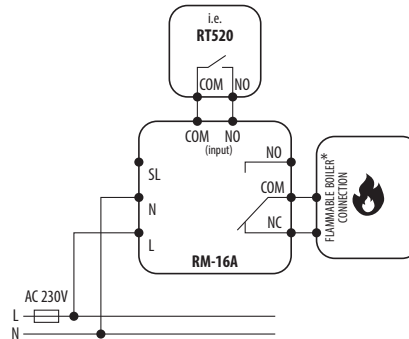 i.e.
RT520
COM NO
COM NO
(input)
SL
N
L
NO
COM
NC
RM-16A
FLAMMABLE BOILER*
CONNECTION
AC 230V
L
N